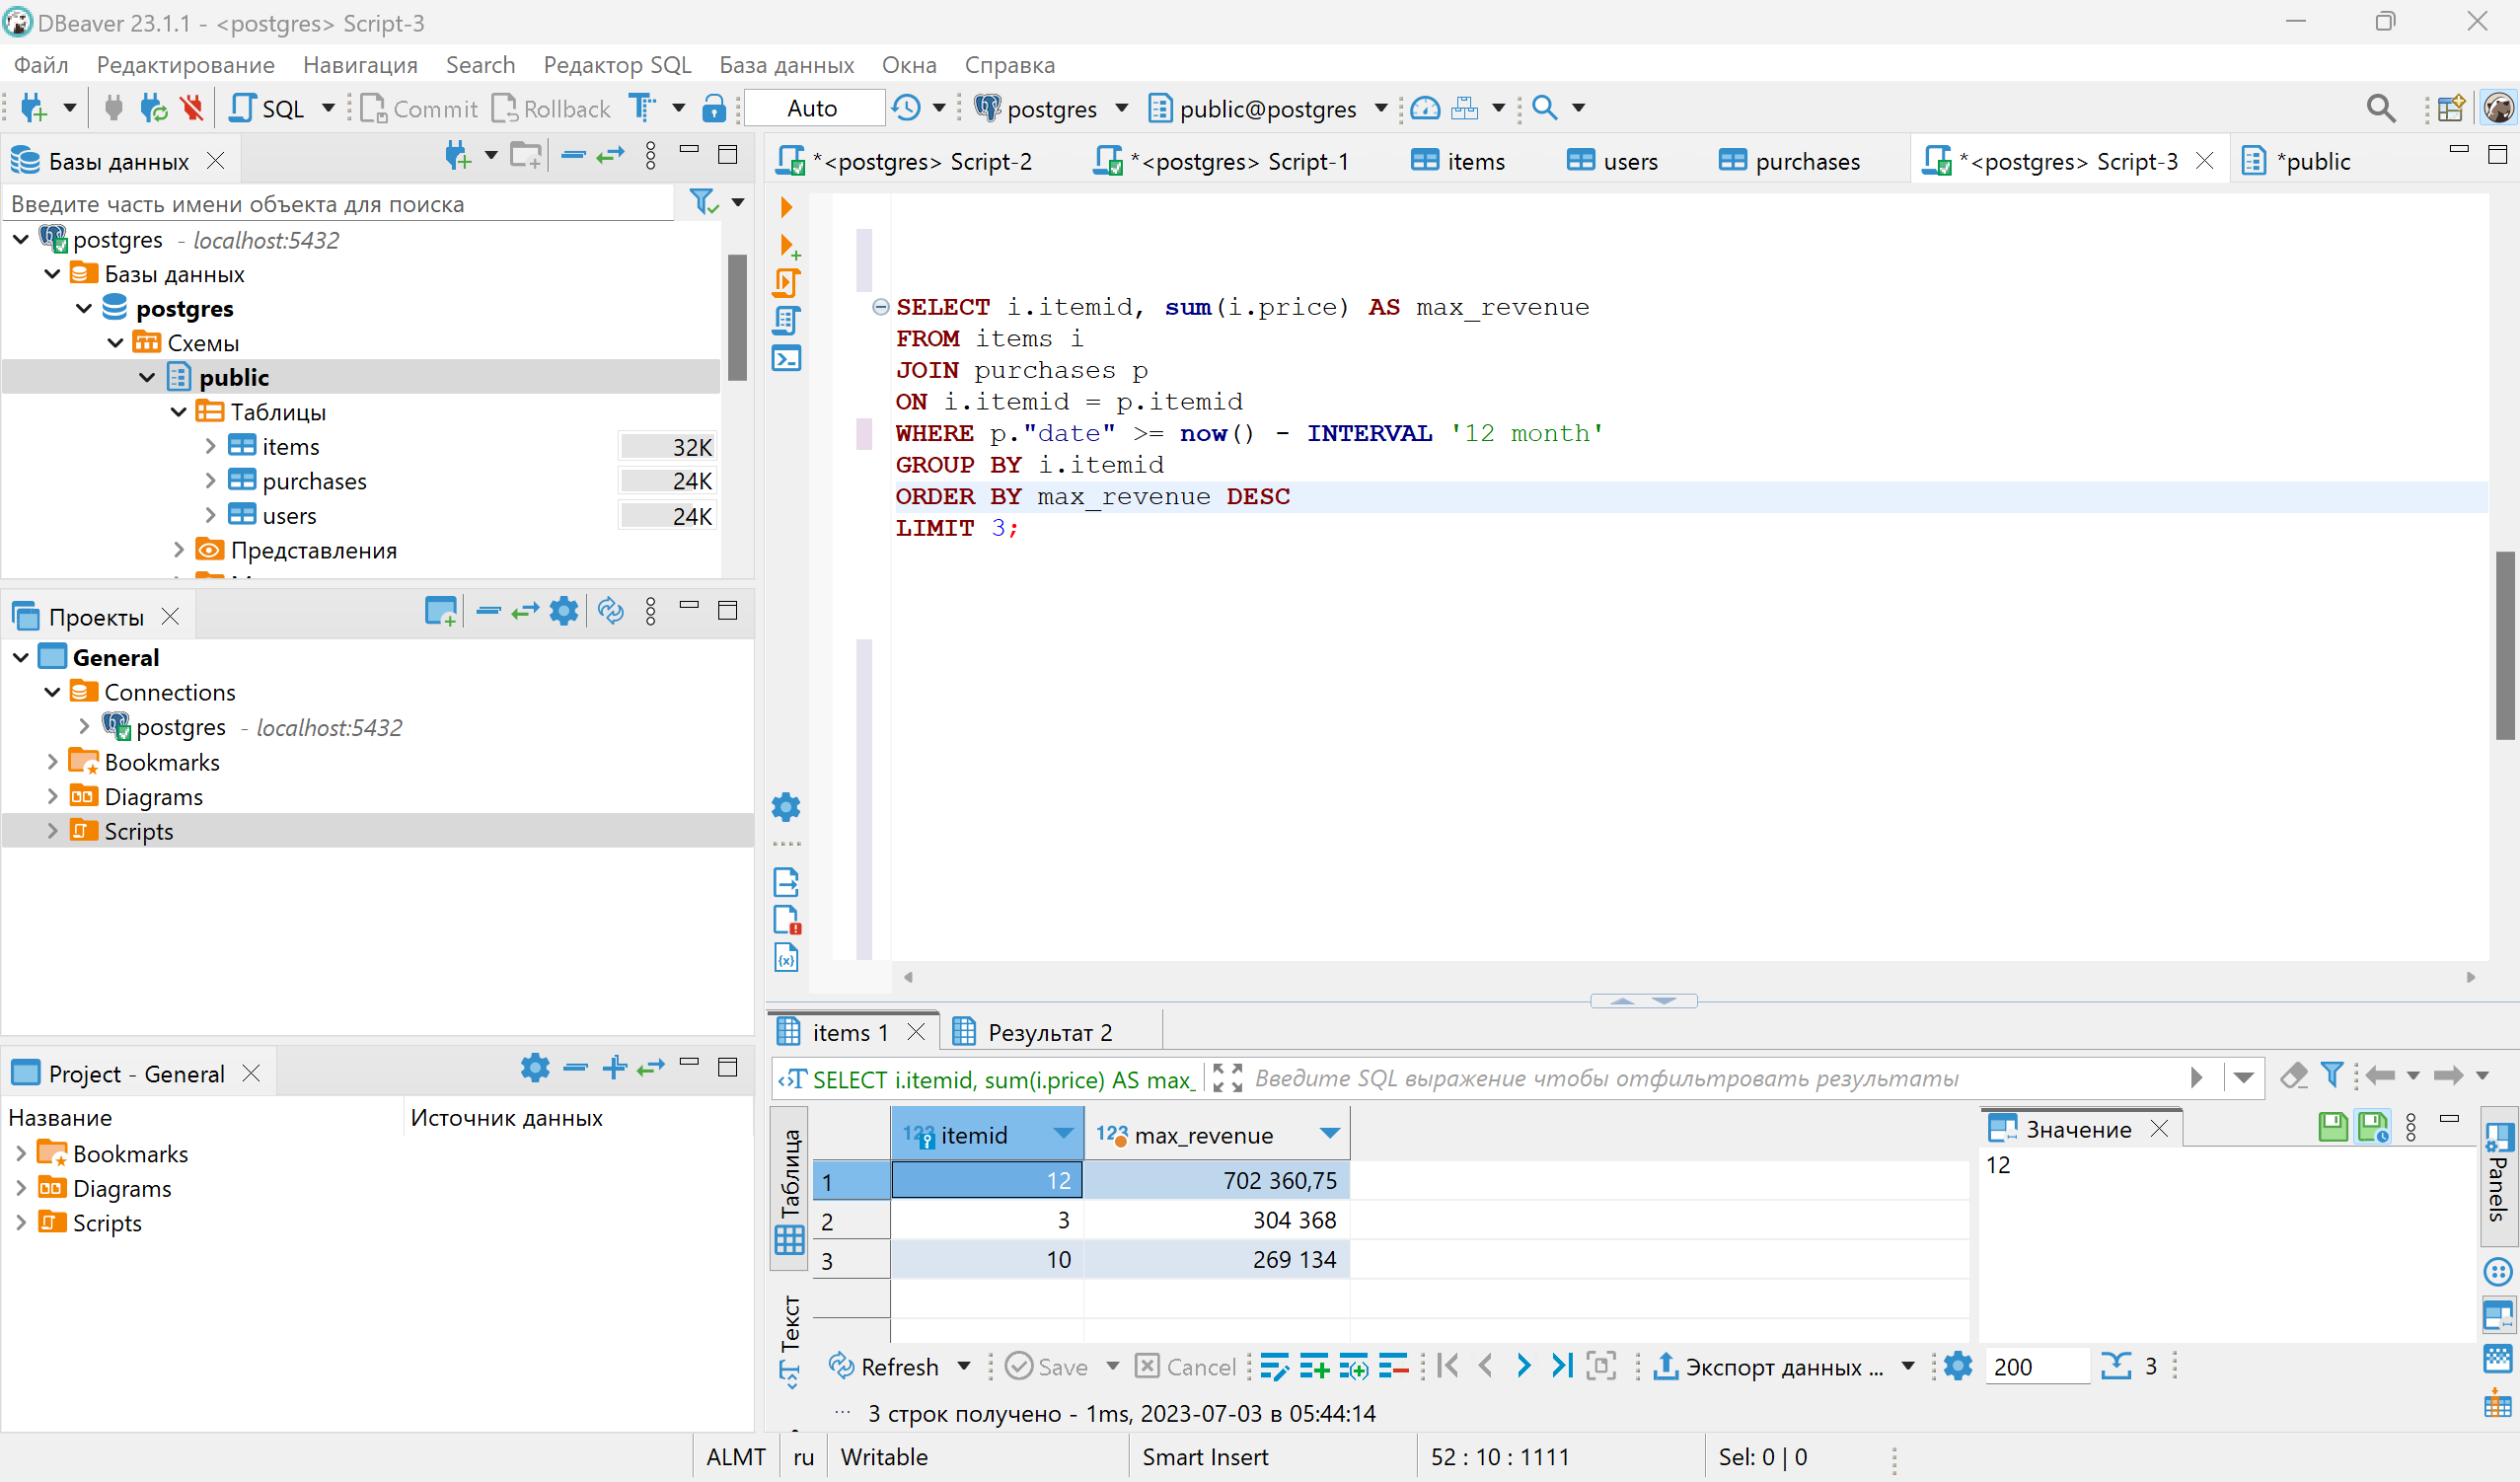 DBeaver 23.1.1 - <postgres> Script-3
Файл Редактирование Навигация Search Редактор SQL База данных Окна Справка
SQL Commit Rollback Auto postgres public@postgres
Базы данных
Введите часть имени объекта для поиска
postgres - localhost:5432
Базы данных
postgres
Схемы
public
Таблицы
items 32K
purchases 24K
users 24K
Представления
Проекты
General
Connections
postgres - localhost:5432
Bookmarks
Diagrams
Scripts
Project - General
Название Источник данных
Bookmarks
Diagrams
Scripts
*<postgres> Script-2 *<postgres> Script-1 items users purchases *<postgres> Script-3 *public
SELECT i.itemid, sum(i.price) AS max_revenue
FROM items i
JOIN purchases p
ON i.itemid = p.itemid
WHERE p."date" >= now() - INTERVAL '12 month'
GROUP BY i.itemid
ORDER BY max_revenue DESC
LIMIT 3;
items 1 Результат 2
SELECT i.itemid, sum(i.price) AS max_ Введите SQL выражение чтобы отфильтровать результаты
Таблица
Текст
123 itemid 123 max_revenue
1 12 702 360,75
2 3 304 368
3 10 269 134
Значение
12
Panels
Refresh Save Cancel Экспорт данных ... 200 3
3 строк получено - 1ms, 2023-07-03 в 05:44:14
ALMT ru Writable Smart Insert 52 : 10 : 1111 Sel: 0 | 0